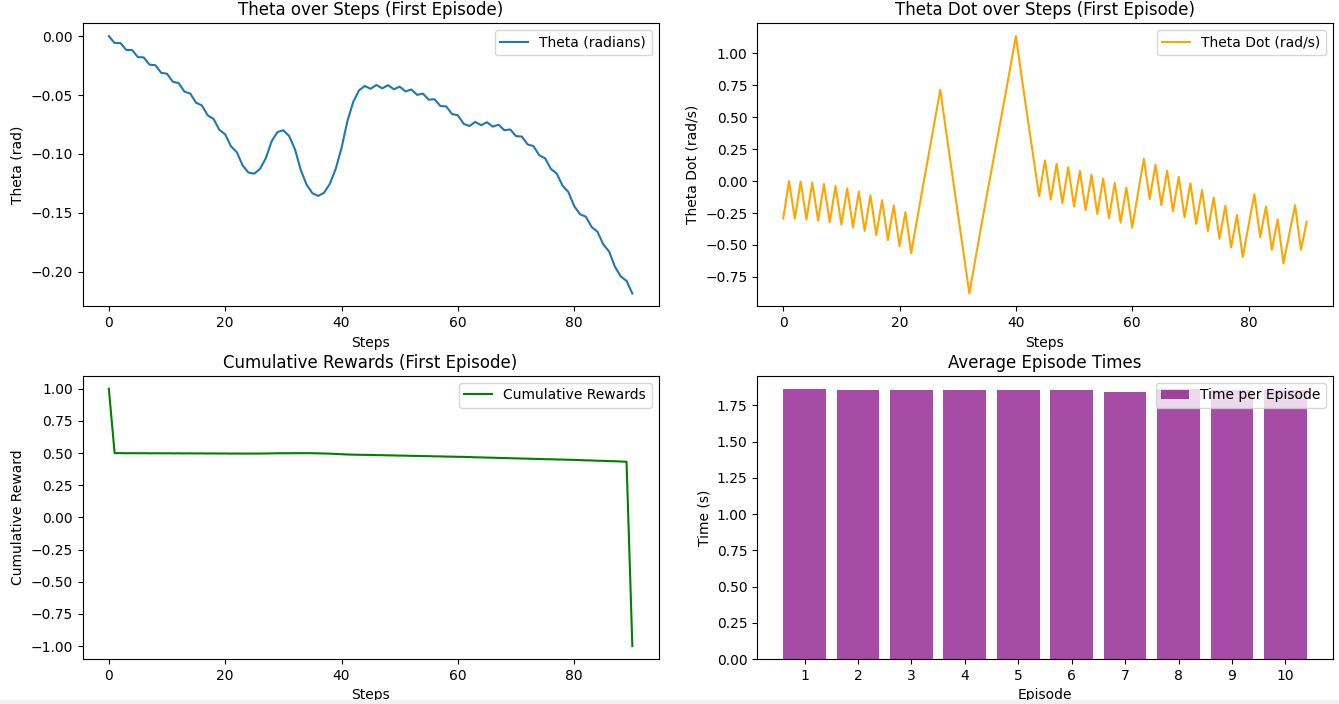 Theta over Steps (First Episode)
Theta (radians)
Theta (rad)
0.00
−0.05
−0.10
−0.15
−0.20
0 20 40 60 80
Steps
Theta Dot over Steps (First Episode)
Theta Dot (rad/s)
Theta Dot (rad/s)
1.00
0.75
0.50
0.25
0.00
−0.25
−0.50
−0.75
0 20 40 60 80
Steps
Cumulative Rewards (First Episode)
Cumulative Rewards
Cumulative Reward
1.00
0.75
0.50
0.25
0.00
−0.25
−0.50
−0.75
−1.00
0 20 40 60 80
Steps
Average Episode Times
Time per Episode
Time (s)
1.75
1.50
1.25
1.00
0.75
0.50
0.25
0.00
1 2 3 4 5 6 7 8 9 10
Episode